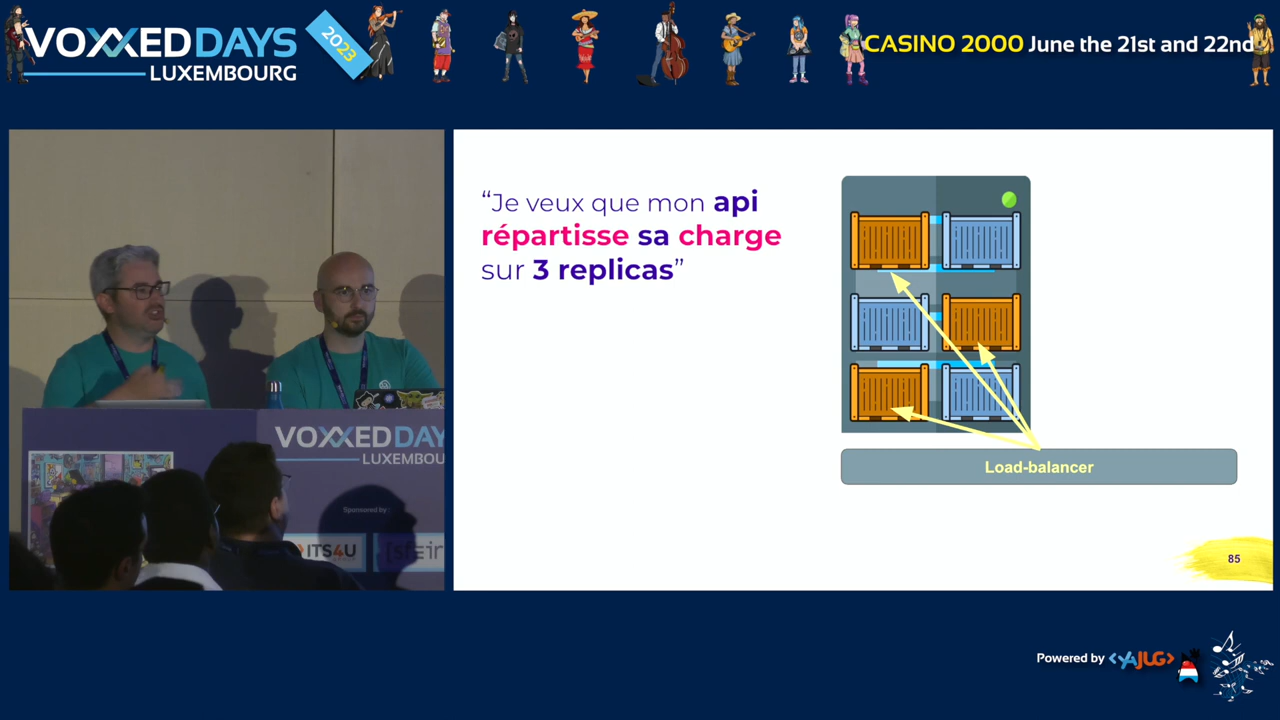 VOXXED DAYS
LUXEMBOURG
2023
CASINO 2000 June the 21st and 22nd
“Je veux que mon api
répartisse sa charge
sur 3 replicas”
Load-balancer
85
VOXXED DAY
LUXEMBOU
Sponsored by :
ITS4U
Powered by <YAJUG>